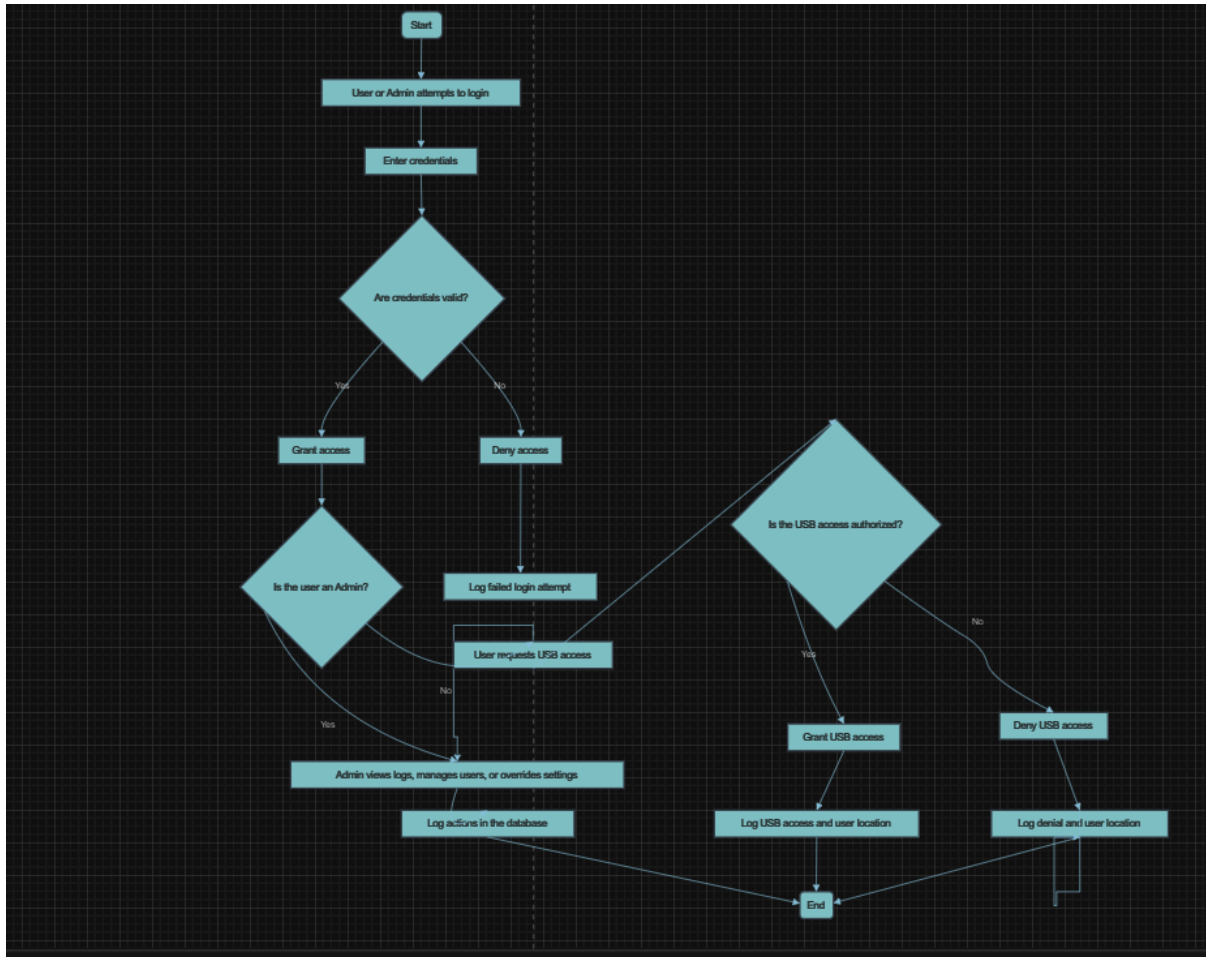 Start
User or Admin attempts to login
Enter credentials
Are credentials valid?
Yes
No
Grant access
Deny access
Is the USB access authorized?
Is the user an Admin?
Log failed login attempt
No
User requests USB access
Yes
No
Yes
Deny USB access
Grant USB access
Admin views logs, manages users, or overrides settings
Log actions in the database
Log USB access and user location
Log denial and user location
End